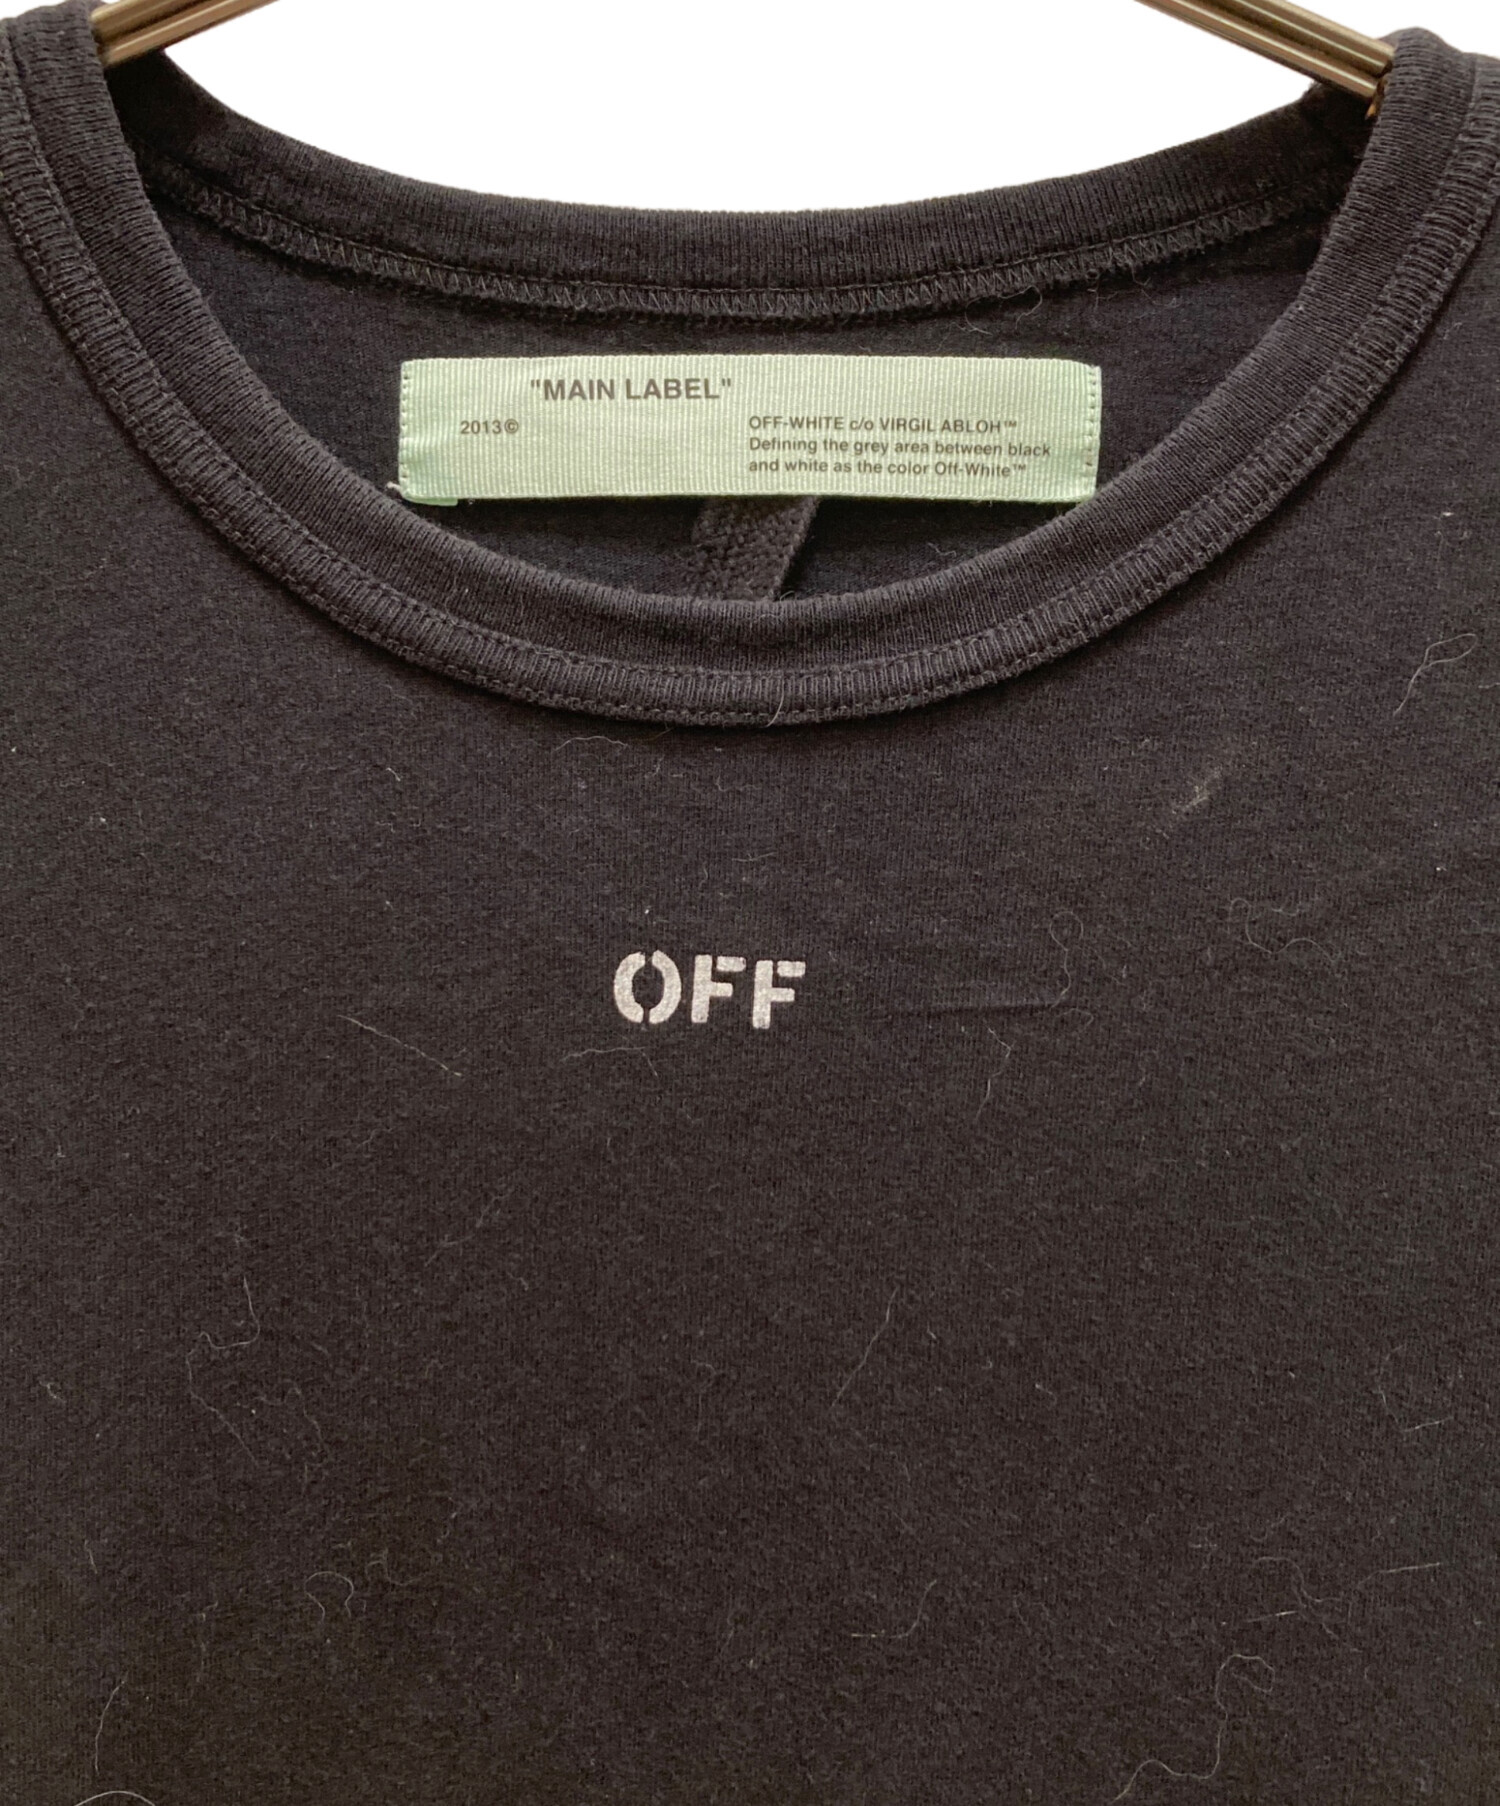 "MAIN LABEL"
2013©
OFF-WHITE c/o VIRGIL ABLOH™
Defining the grey area between black
and white as the color Off-White™
OFF